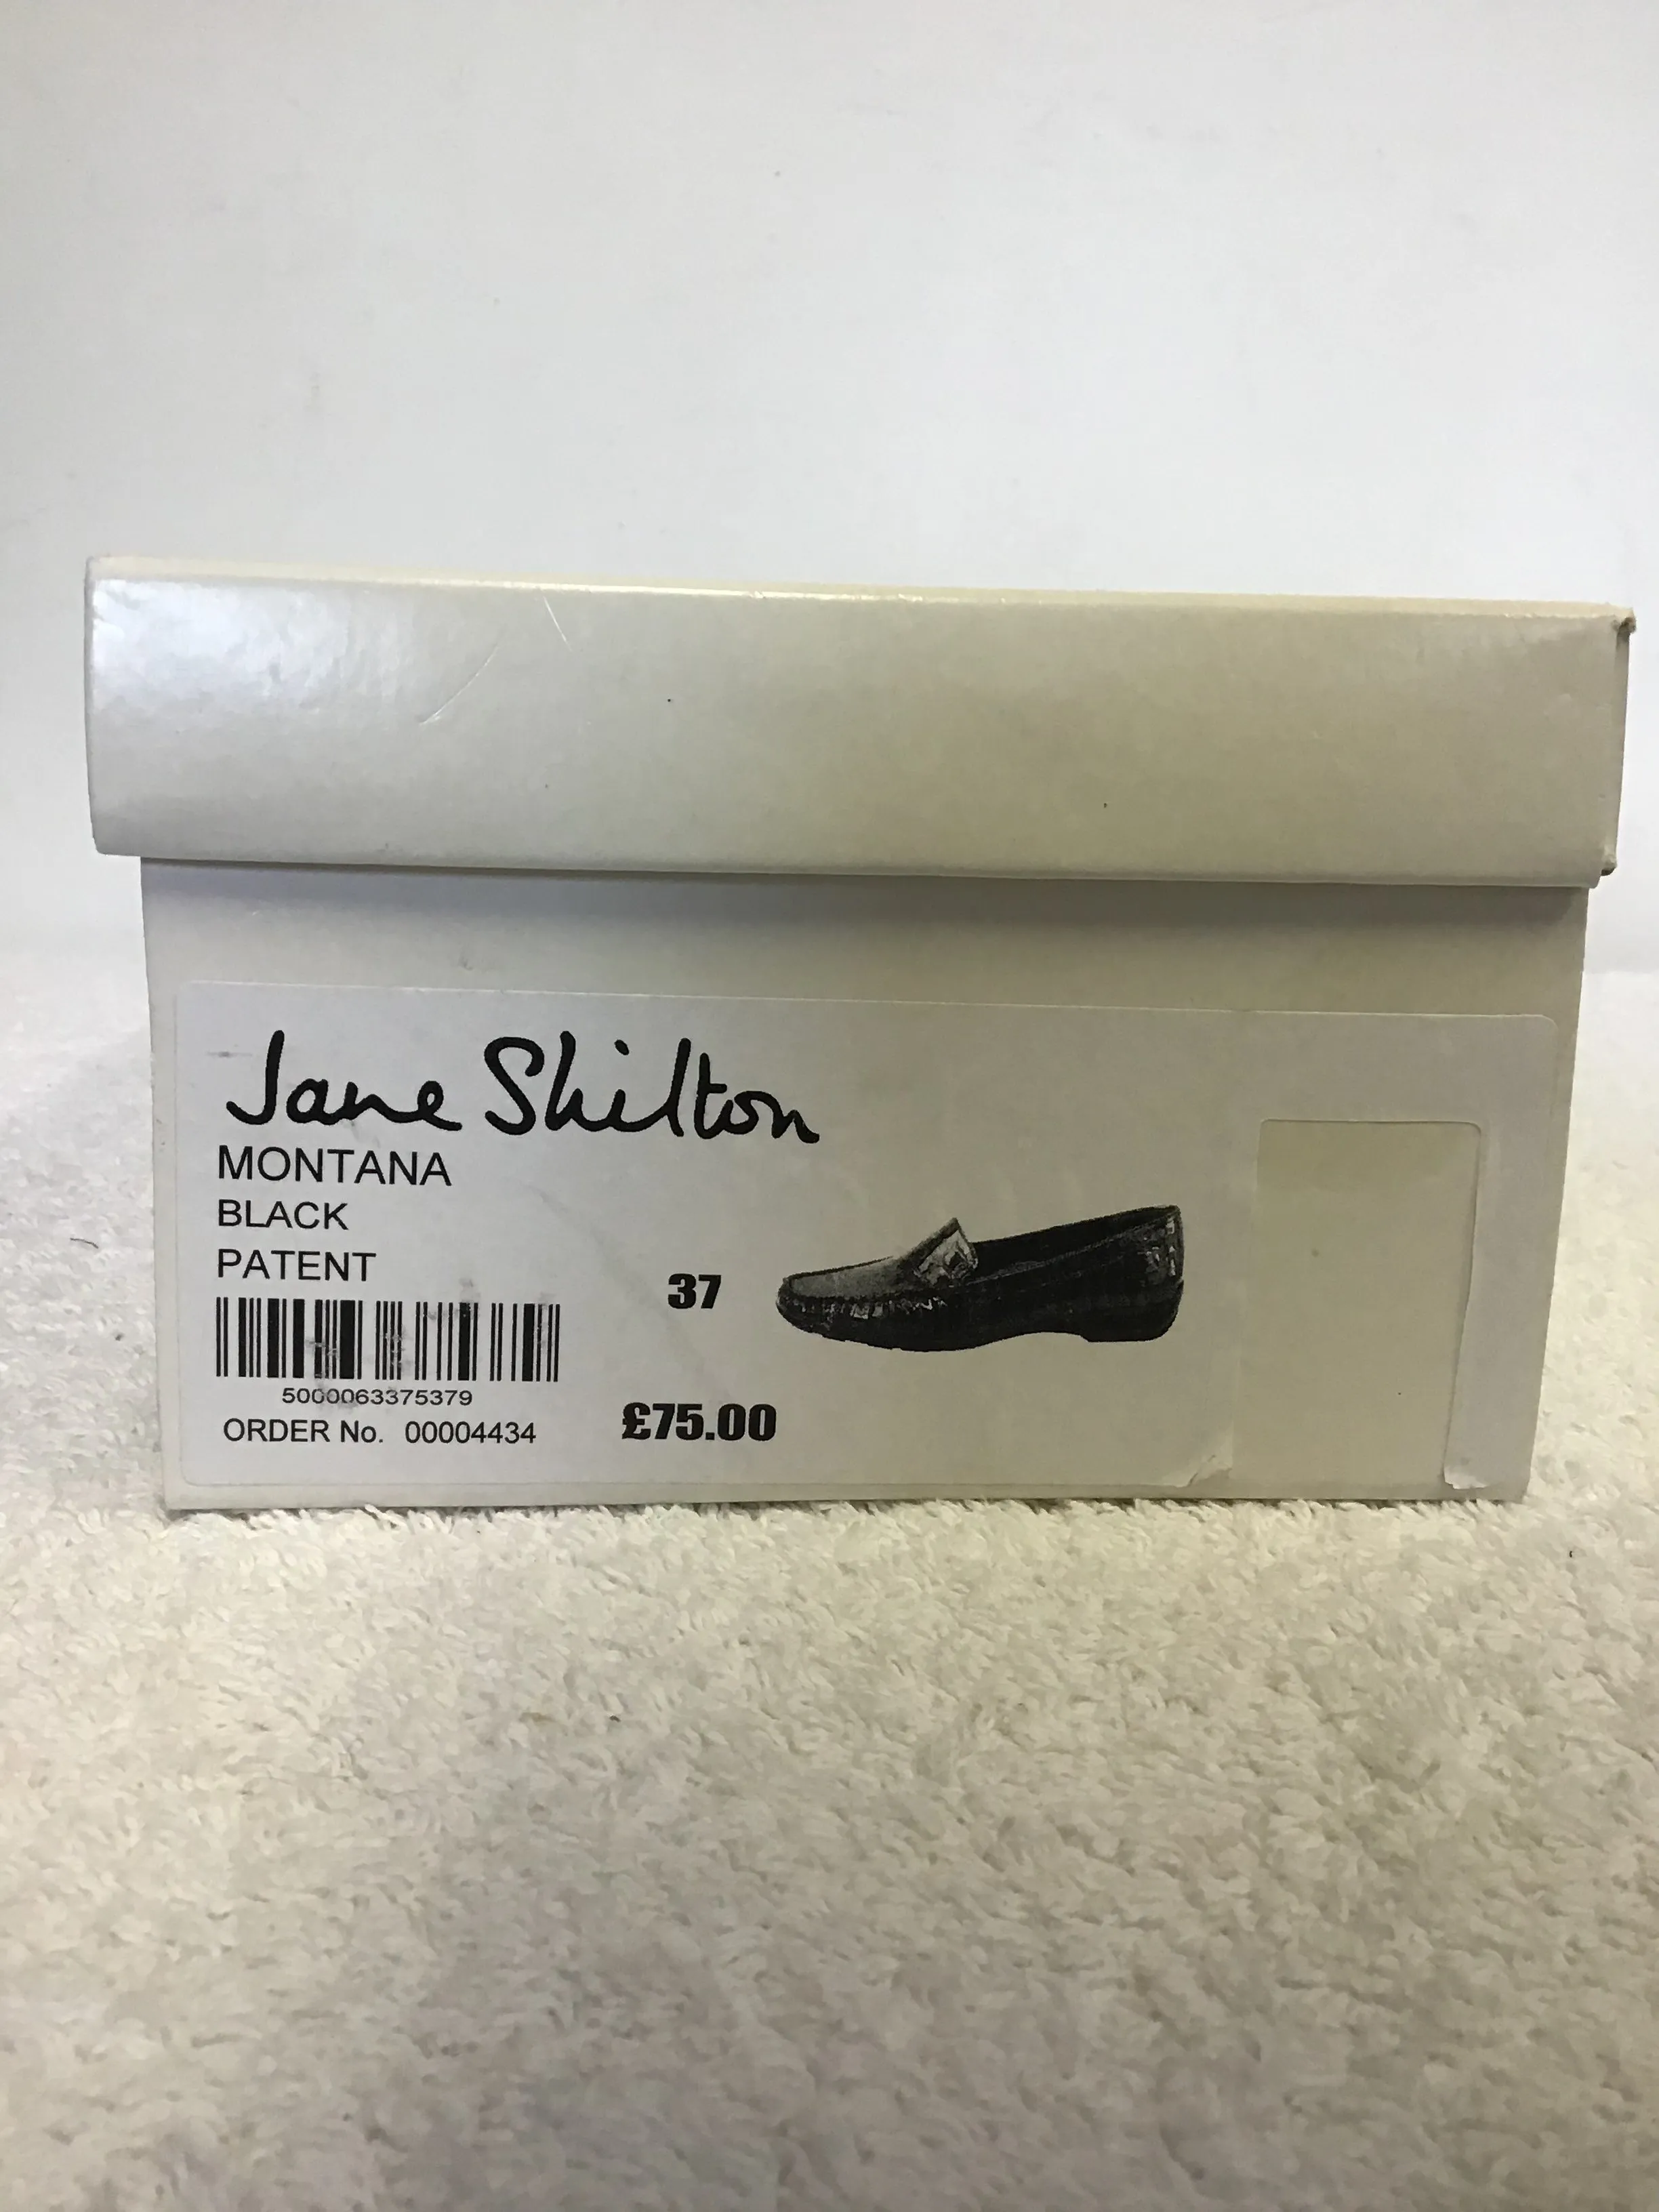 Jane Shilton
MONTANA
BLACK
PATENT
37
5000063375379
ORDER No. 00004434
£75.00